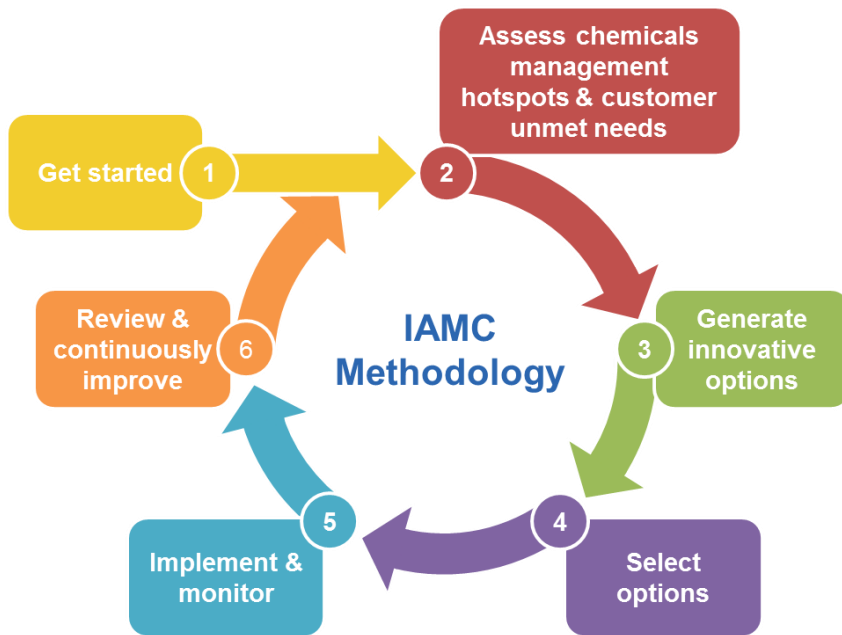 Get started
1
2
Assess chemicals
management
hotspots & customer
unmet needs
3
Generate
innovative
options
4
Select
options
5
Implement &
monitor
6
Review &
continuously
improve
IAMC
Methodology